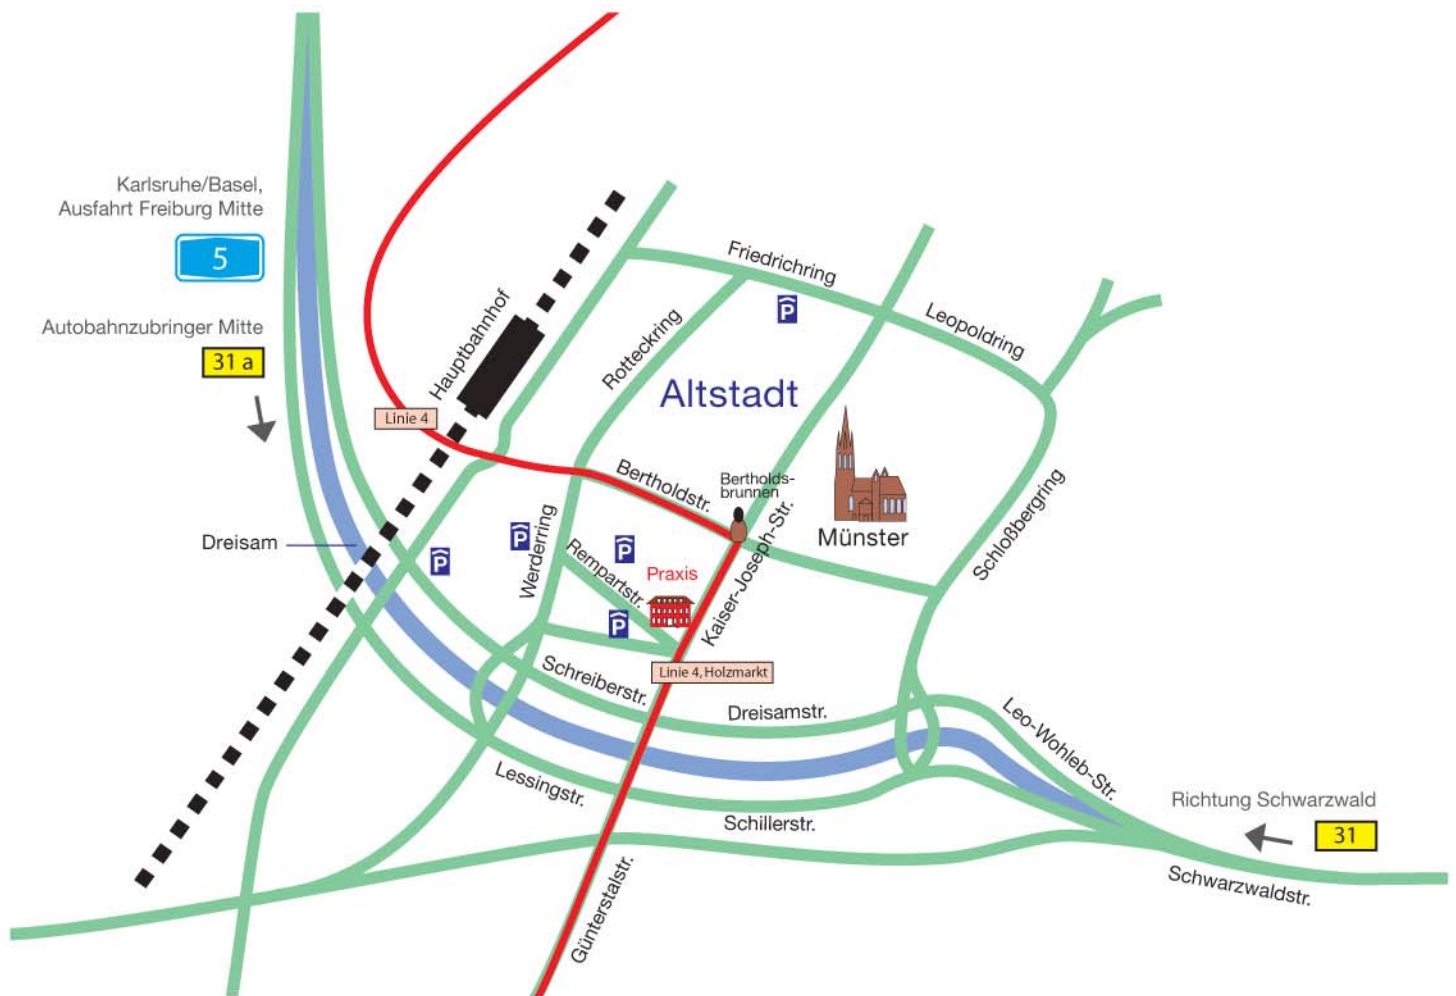 Karlsruhe/Basel,
Ausfahrt Freiburg Mitte
5
Autobahnzubringer Mitte
31 a
Hauptbahnhof
Linie 4
Friedrichring
Leopoldring
Rotteckring
P
Altstadt
Bertholdstr.
Bertholds-
brunnen
Münster
Schloßbergring
Dreisam
P
P
P
Werderring
Rempartstr.
Praxis
P
Kaiser-Joseph-Str.
Linie 4, Holzmarkt
Schreiberstr.
Dreisamstr.
Leo-Wohleb-Str.
Lessingstr.
Schillerstr.
Richtung Schwarzwald
31
Günterstalstr.
Schwarzwaldstr.